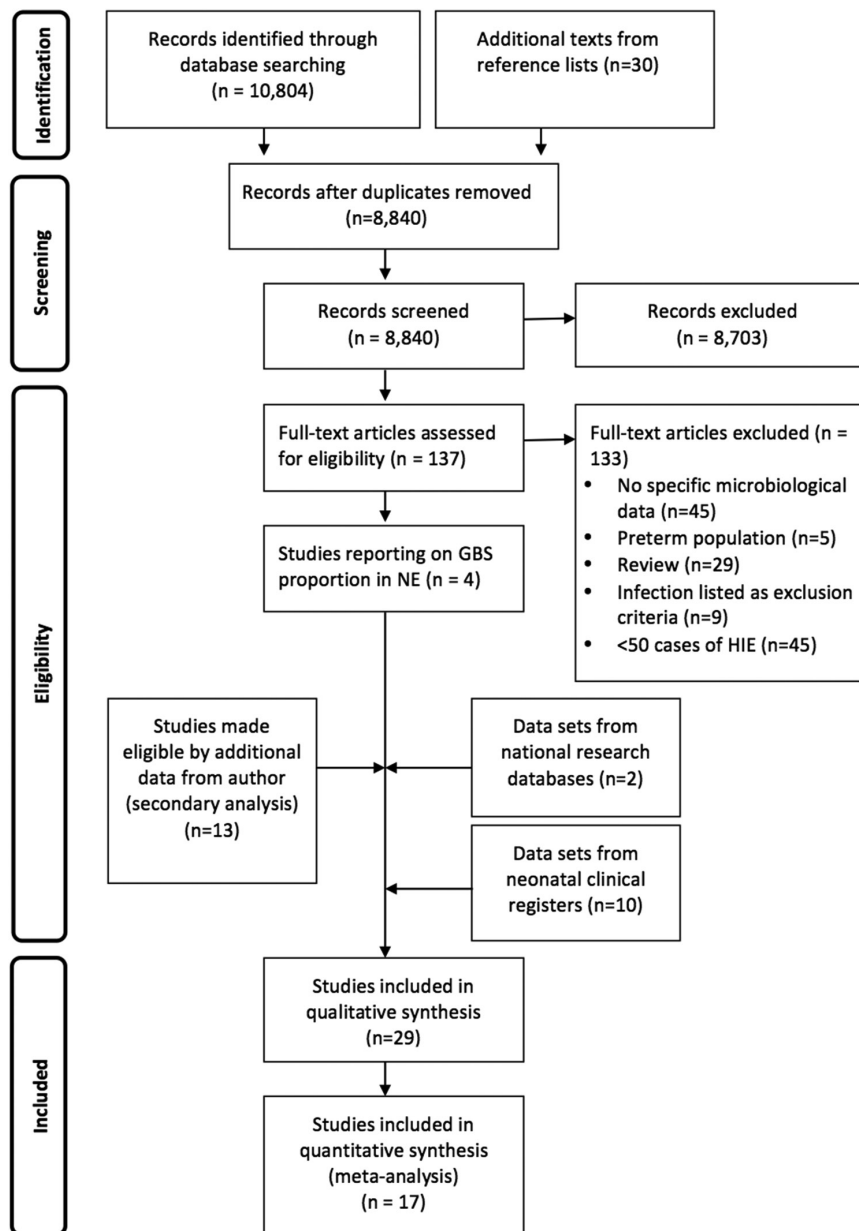 Identification
Records identified through
database searching
(n = 10,804)
Additional texts from
reference lists (n=30)
Screening
Records after duplicates removed
(n=8,840)
Records screened
(n = 8,840)
Records excluded
(n = 8,703)
Eligibility
Full-text articles assessed
for eligibility (n = 137)
Full-text articles excluded (n =
133)
• No specific microbiological
data (n=45)
• Preterm population (n=5)
• Review (n=29)
• Infection listed as exclusion
criteria (n=9)
• <50 cases of HIE (n=45)
Studies reporting on GBS
proportion in NE (n = 4)
Studies made
eligible by additional
data from author
(secondary analysis)
(n=13)
Data sets from
national research
databases (n=2)
Data sets from
neonatal clinical
registers (n=10)
Included
Studies included in
qualitative synthesis
(n=29)
Studies included in
quantitative synthesis
(meta-analysis)
(n = 17)